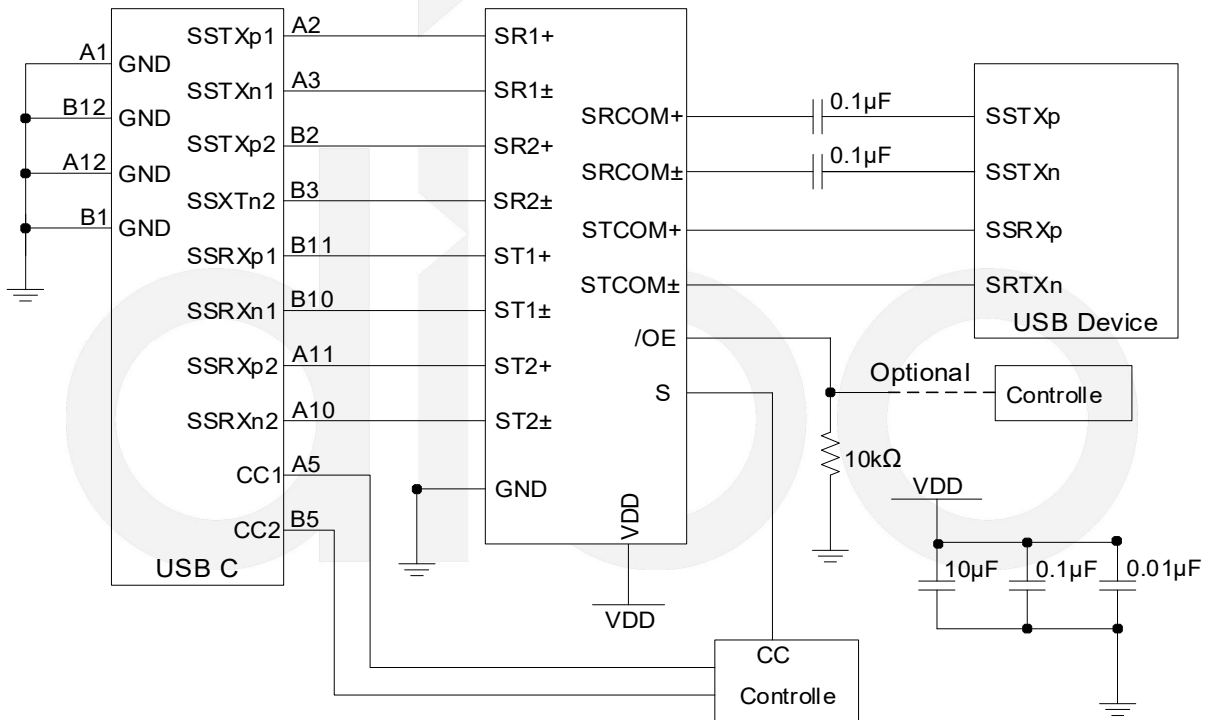 A1
GND
B12
GND
A12
GND
B1
GND
SSTXp1
A2
SSTXn1
A3
SSTXp2
B2
SSXTn2
B3
SSRXp1
B11
SSRXn1
B10
SSRXp2
A11
SSRXn2
A10
CC1
A5
CC2
B5
USB C
SR1+
SR1±
SR2+
SR2±
ST1+
ST1±
ST2+
ST2±
GND
VDD
VDD
SRCOM+
SRCOM±
STCOM+
STCOM±
/OE
S
0.1µF
0.1µF
SSTXp
SSTXn
SSRXp
SRTXn
USB Device
Optional
Controlle
10kΩ
VDD
10µF
0.1µF
0.01µF
CC
Controlle
dioo